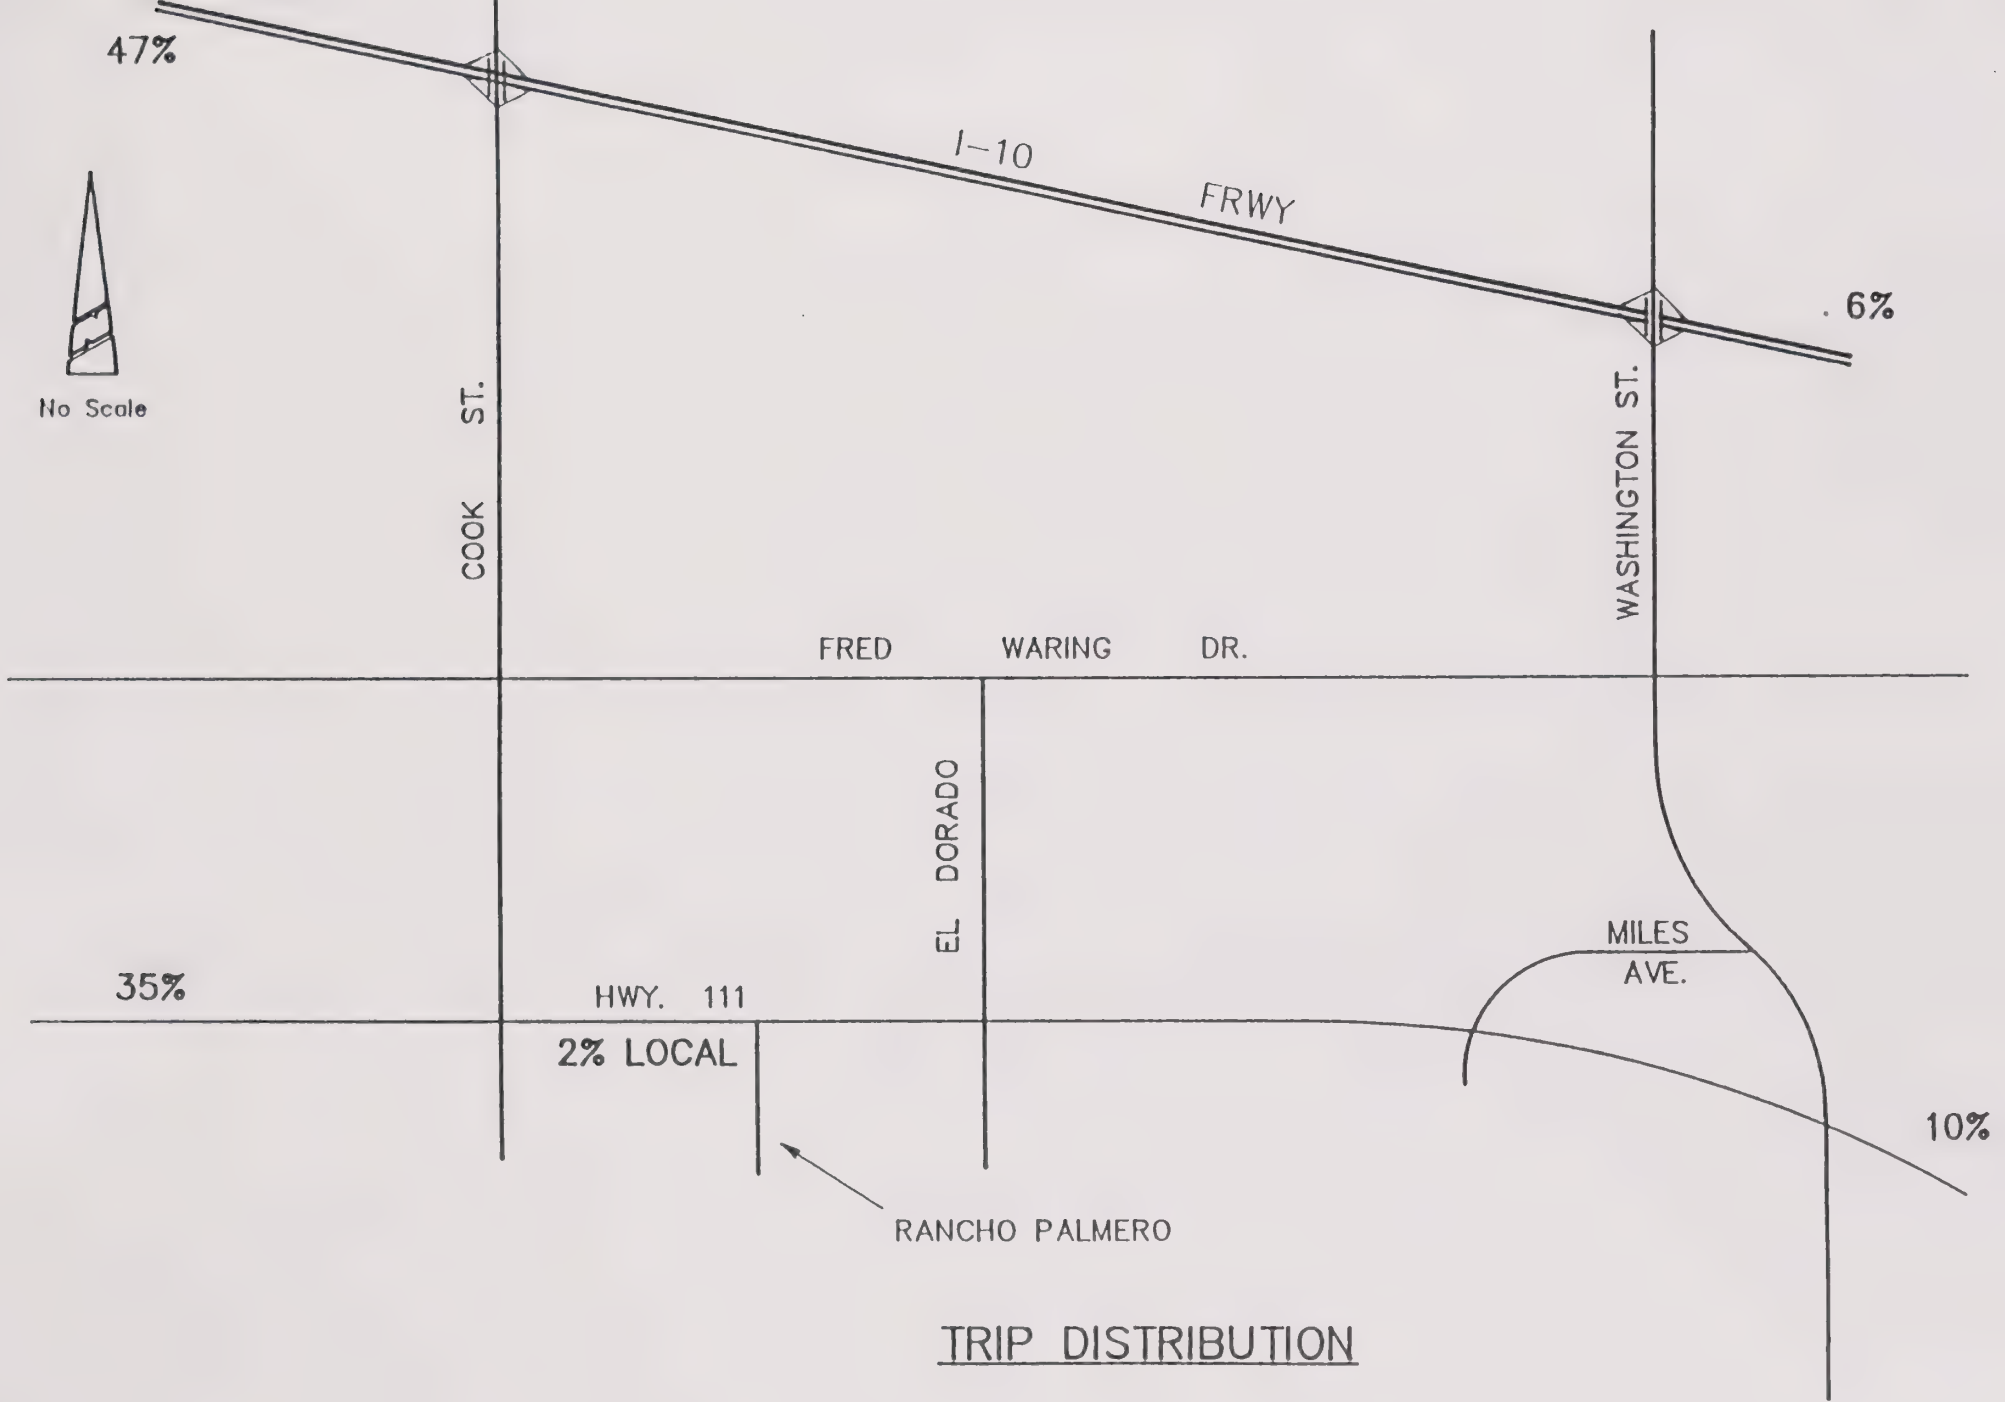 47%
I-10
FRWY
6%
No Scale
COOK ST.
WASHINGTON ST.
FRED WARING DR.
EL DORADO
MILES
AVE.
35%
HWY. 111
2% LOCAL
10%
RANCHO PALMERO
TRIP DISTRIBUTION